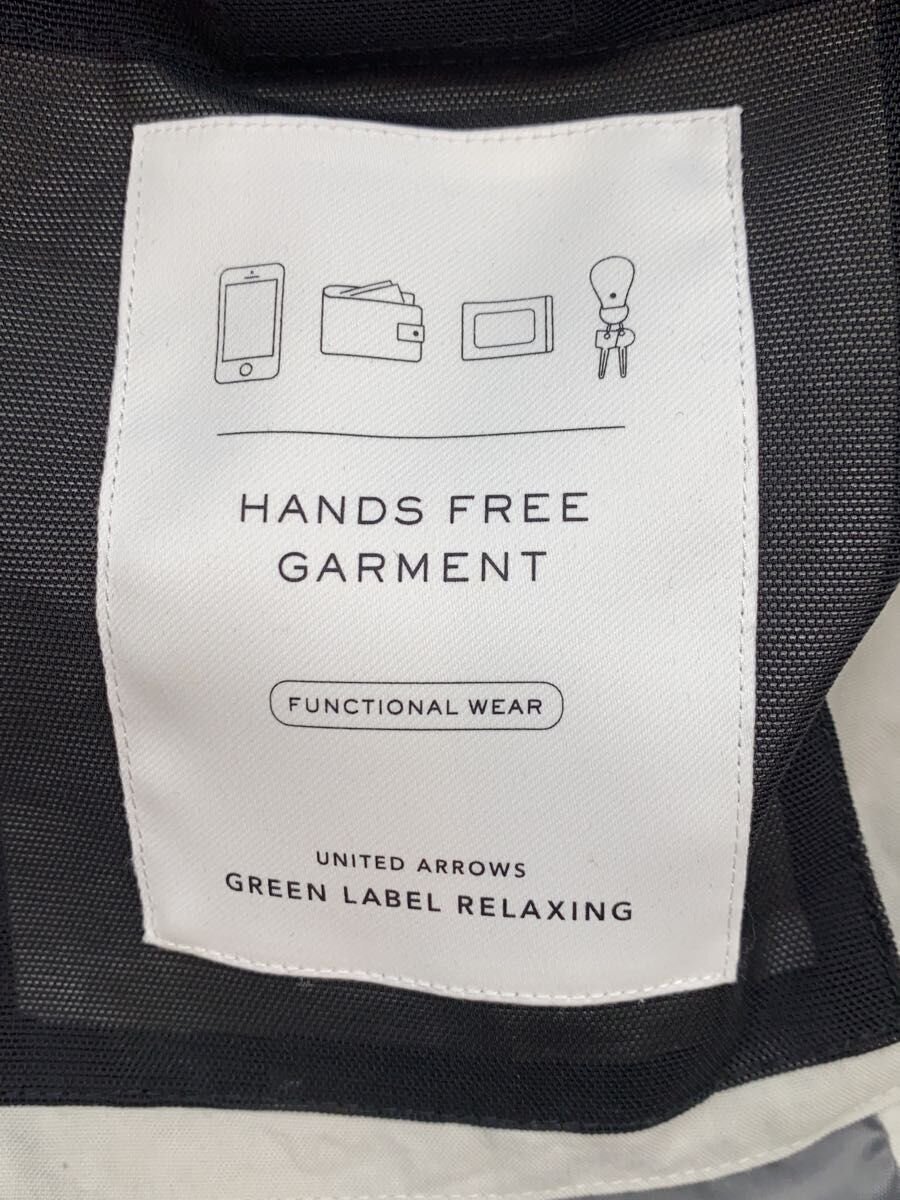 HANDS FREE
GARMENT
FUNCTIONAL WEAR
UNITED ARROWS
GREEN LABEL RELAXING